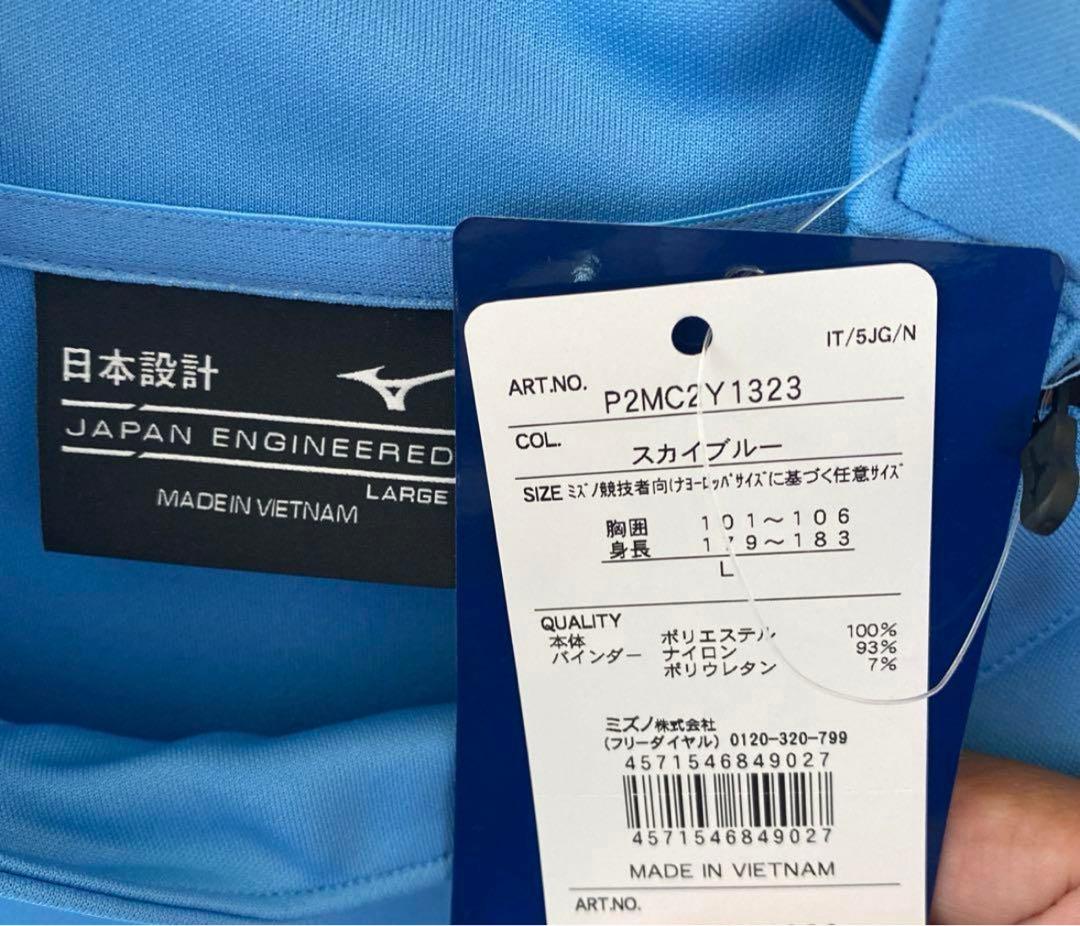 日本設計
JAPAN ENGINEERED
LARGE
MADE IN VIETNAM
IT/5JG/N
ART.NO. P2MC2Y1323
COL. スカイブルー
SIZE ﾐｽﾞﾉ競技者向けﾖｰﾛｯﾊﾟｻｲｽﾞに基づく任意ｻｲｽﾞ
胸囲 101～106
身長 179～183
L
QUALITY
本体 ポリエステル 100%
バインダー ナイロン 93%
ポリウレタン 7%
ミズノ株式会社
(フリーダイヤル) 0120-320-799
4571546849027
4571546849027
MADE IN VIETNAM
ART.NO.